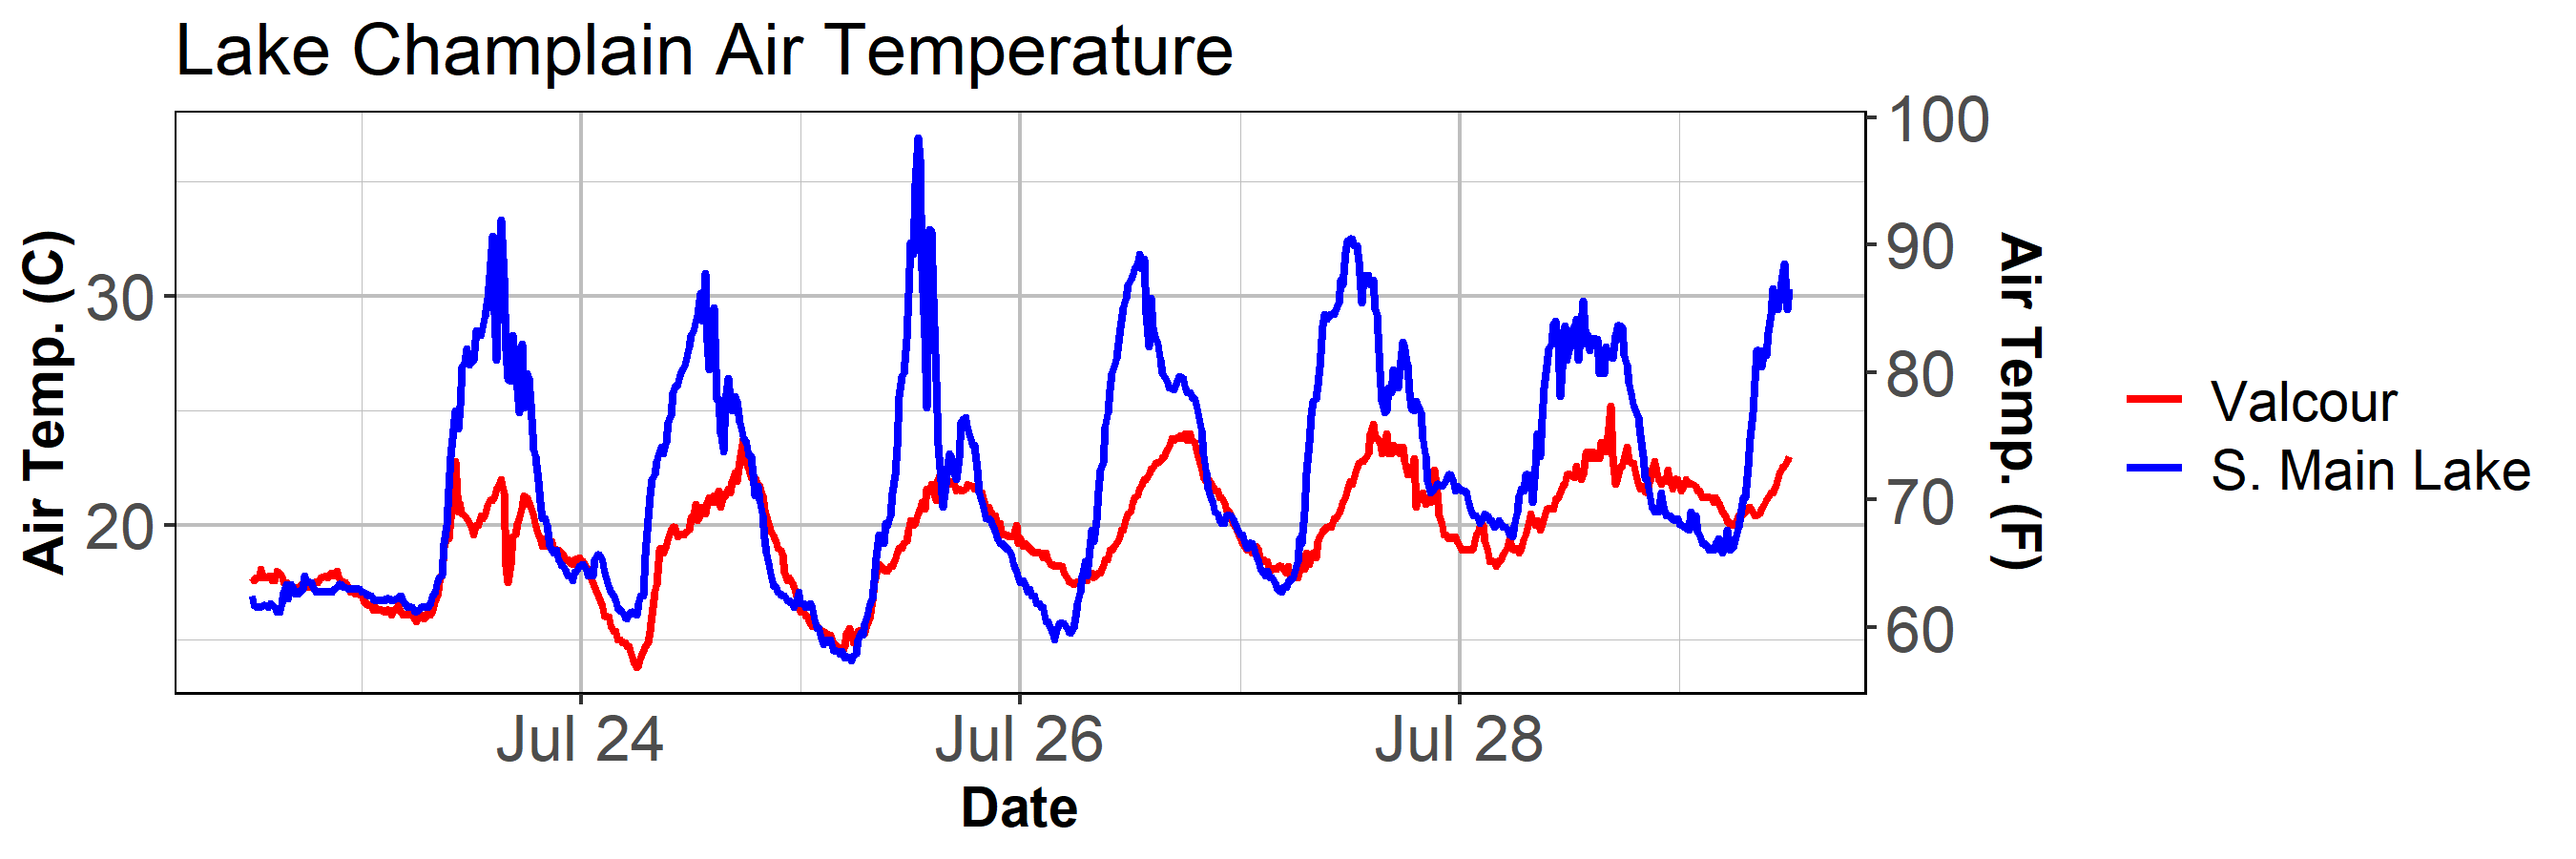 Lake Champlain Air Temperature
Air Temp. (C)
30
20
100
90
80
70
60
Air Temp. (F)
Jul 24
Jul 26
Jul 28
Date
Valcour
S. Main Lake